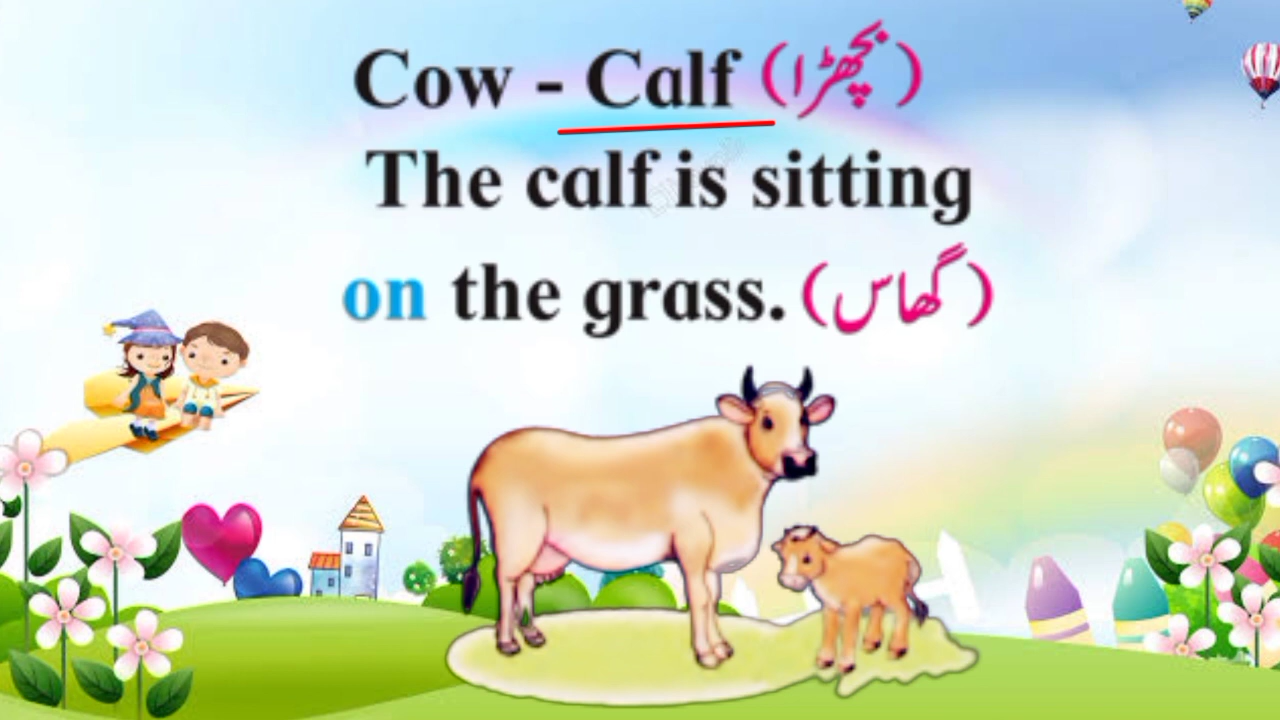 Cow - Calf (بچھڑا)
The calf is sitting
on the grass. (گھاس)